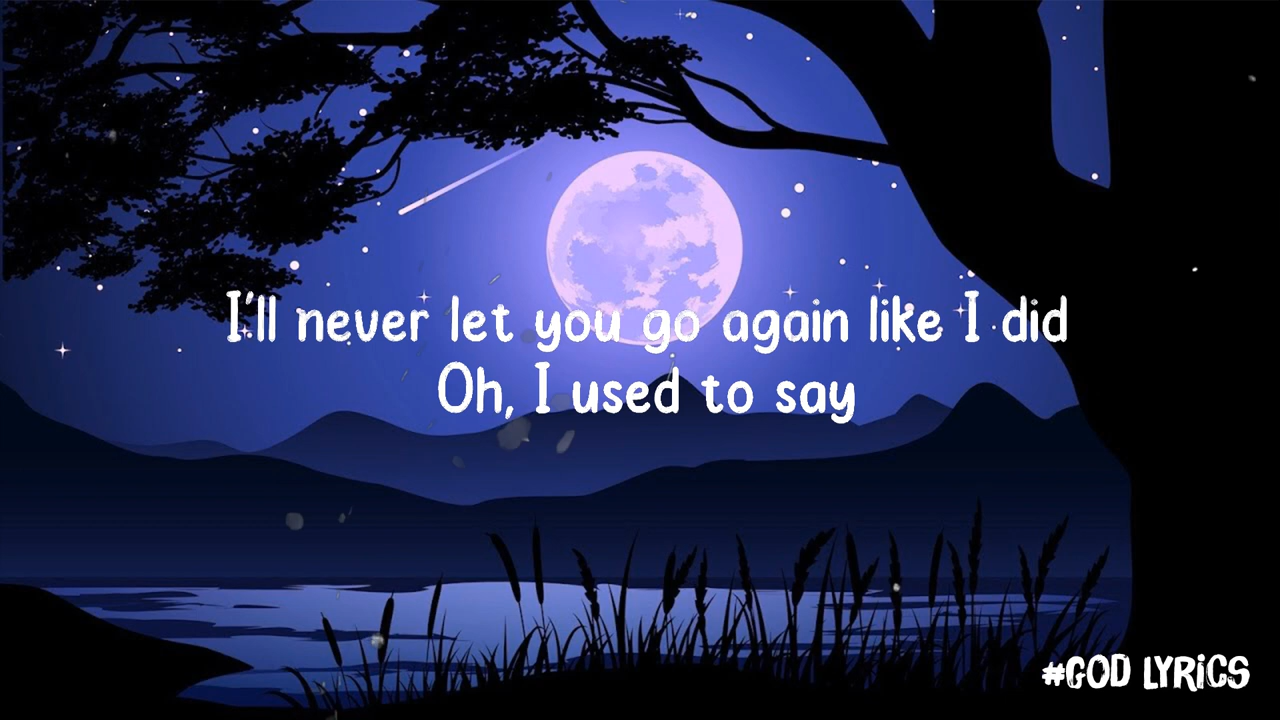 I'll never let you go again like I did
Oh, I used to say
#GOD LYRiCS